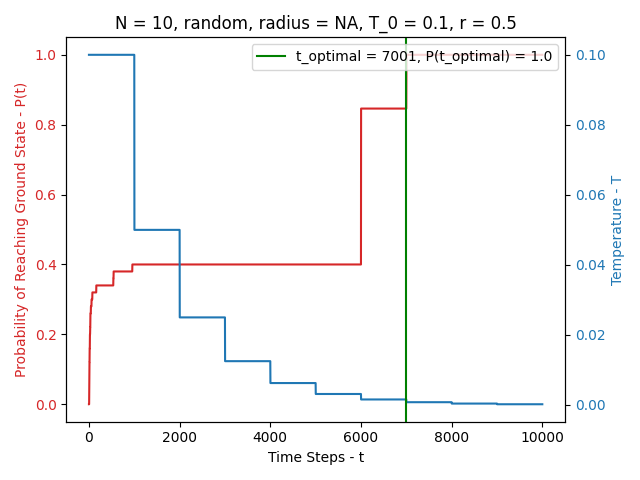 N = 10, random, radius = NA, T_0 = 0.1, r = 0.5
t_optimal = 7001, P(t_optimal) = 1.0
Probability of Reaching Ground State - P(t)
1.0
0.8
0.6
0.4
0.2
0.0
0.10
0.08
0.06
0.04
0.02
0.00
Temperature - T
0 2000 4000 6000 8000 10000
Time Steps - t